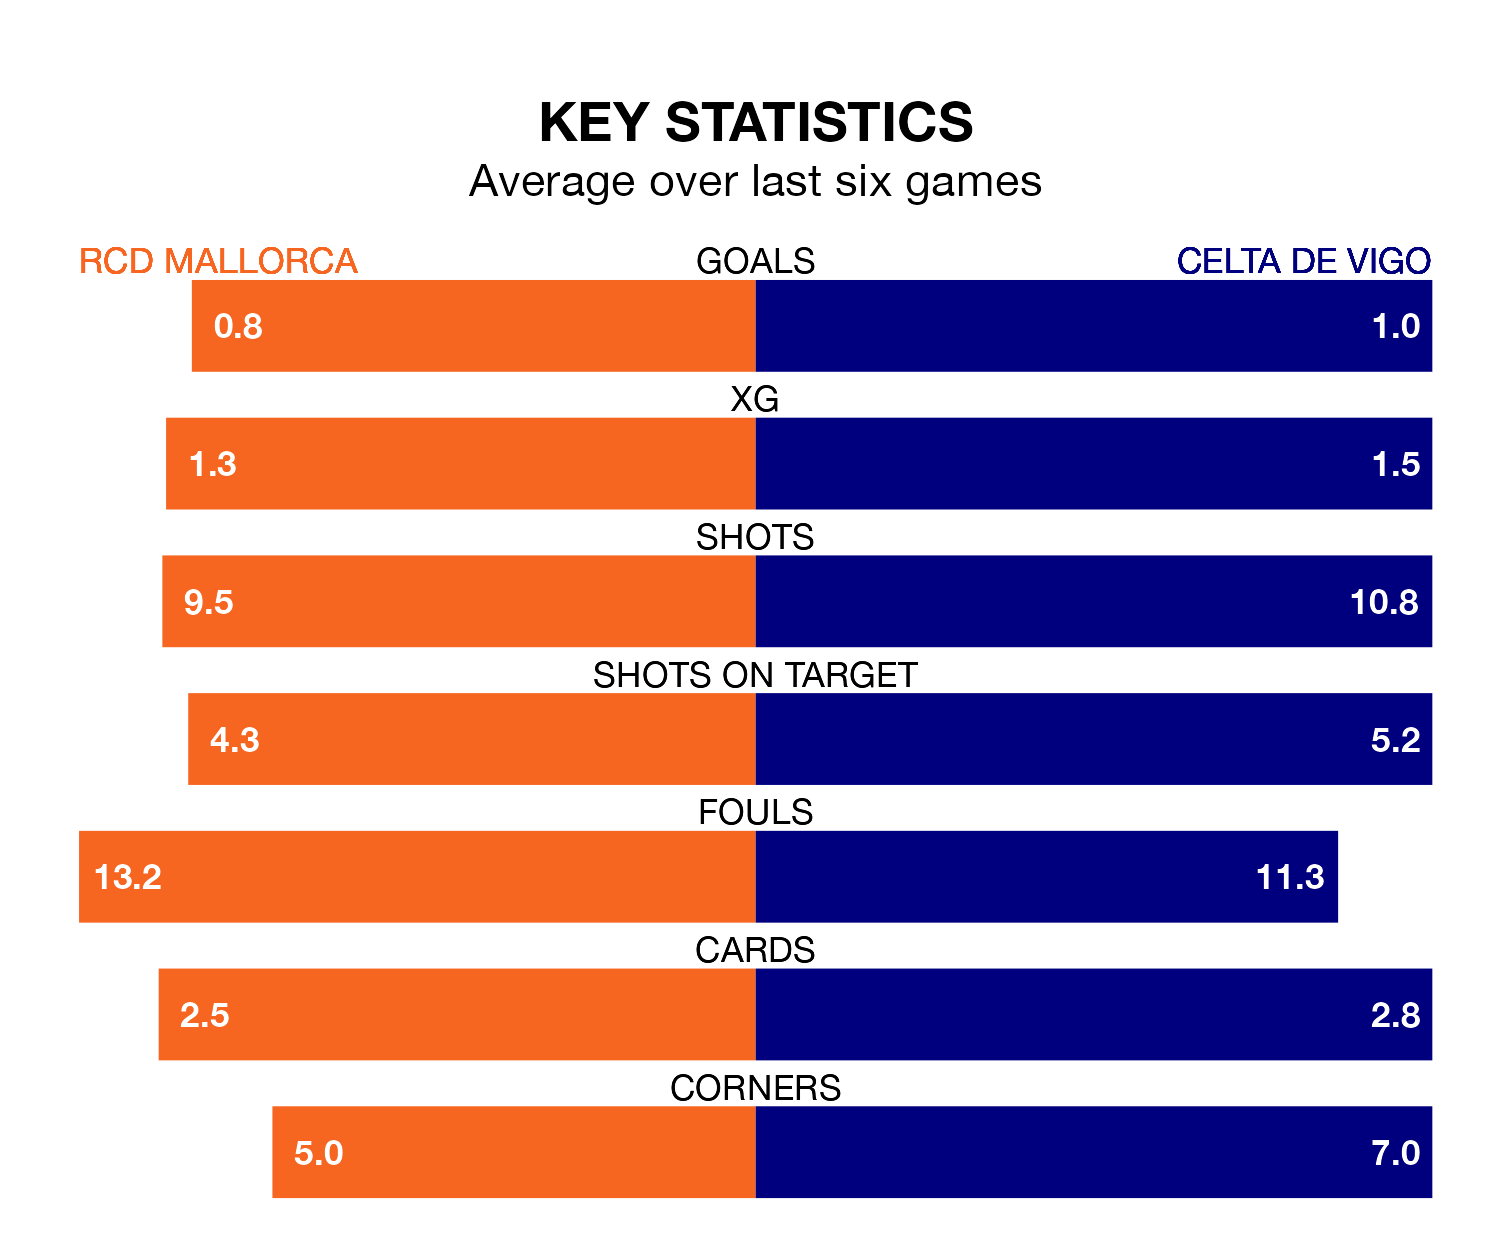 KEY STATISTICS
Average over last six games
RCD MALLORCA GOALS CELTA DE VIGO
0.8 1.0
XG
1.3 1.5
SHOTS
9.5 10.8
SHOTS ON TARGET
4.3 5.2
FOULS
13.2 11.3
CARDS
2.5 2.8
CORNERS
5.0 7.0